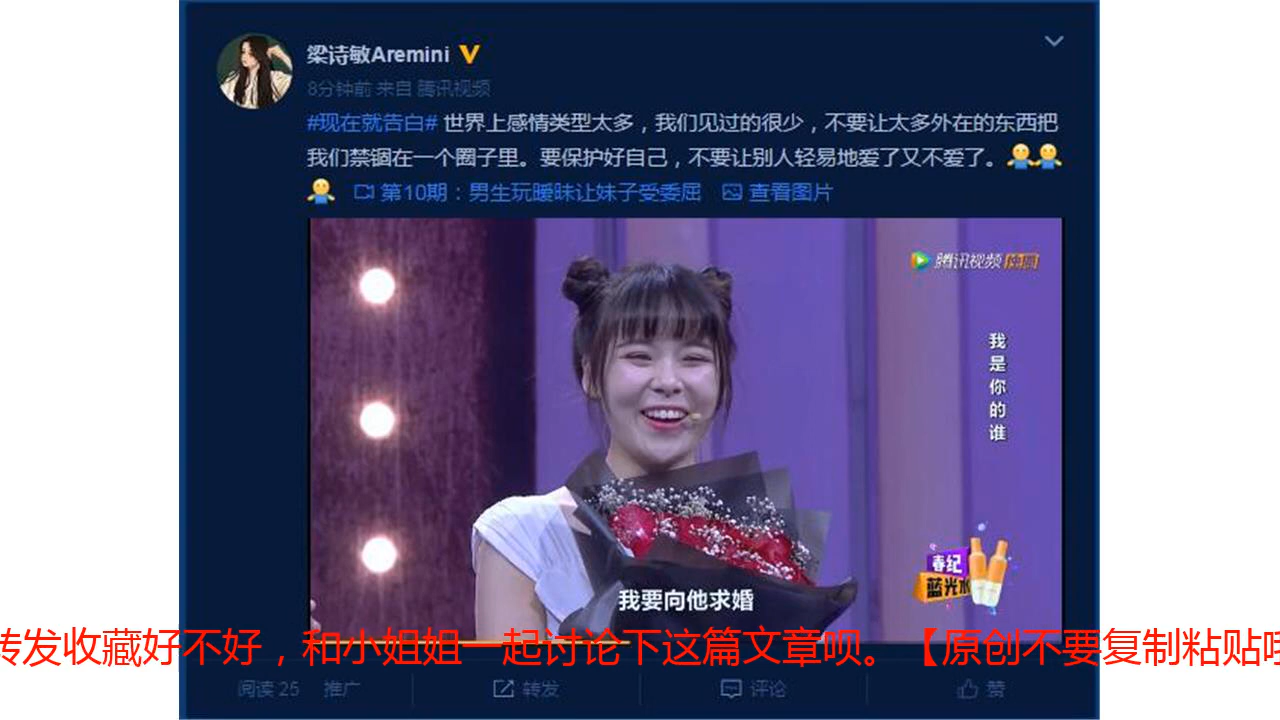 梁诗敏Aremini
8分钟前 来自 腾讯视频
#现在就告白# 世界上感情类型太多，我们见过的很少，不要让太多外在的东西把
我们禁锢在一个圈子里。要保护好自己，不要让别人轻易地爱了又不爱了。
第10期：男生玩暧昧让妹子受委屈 查看图片
腾讯视频
我是你的谁
春纪
蓝光水
我要向他求婚
转发收藏好不好，和小姐姐一起讨论下这篇文章呗。【原创不要复制粘贴哦
阅读 25 推广 转发 评论 赞